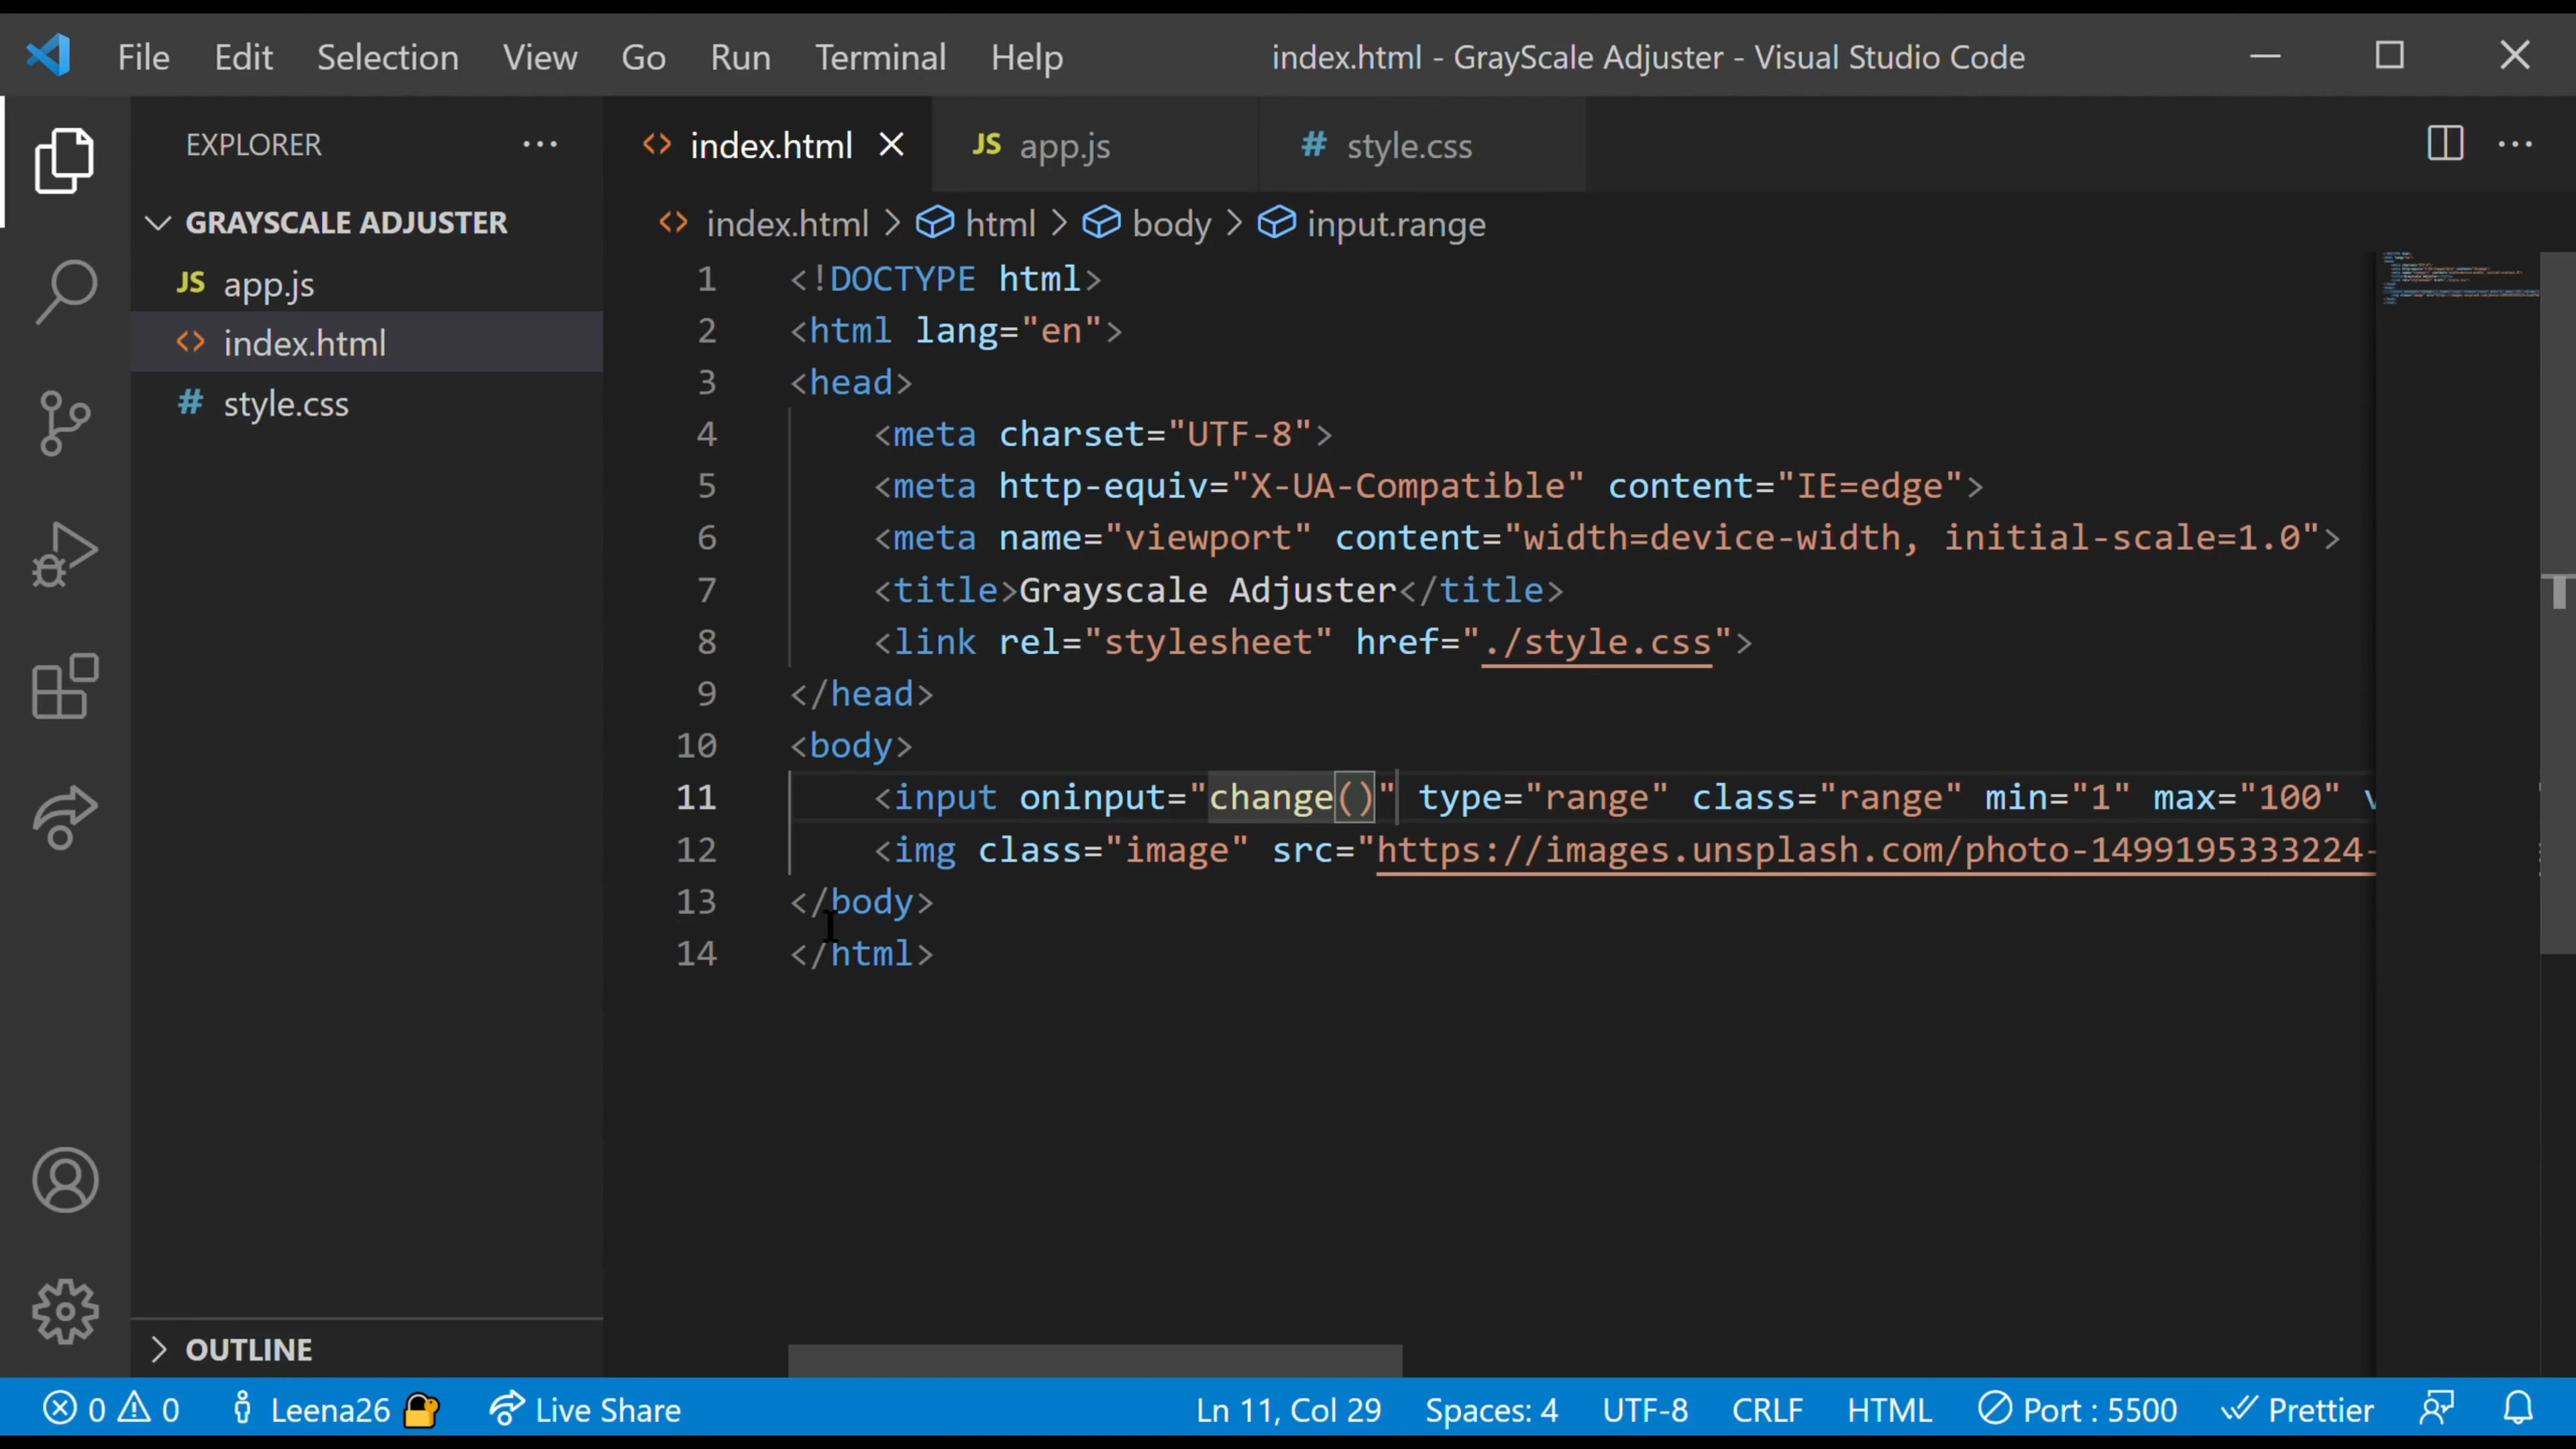 File Edit Selection View Go Run Terminal Help index.html - GrayScale Adjuster - Visual Studio Code
EXPLORER
GRAYSCALE ADJUSTER
JS app.js
<> index.html
# style.css
OUTLINE
<> index.html JS app.js # style.css
<> index.html > html > body > input.range
1 <!DOCTYPE html>
2 <html lang="en">
3 <head>
4 <meta charset="UTF-8">
5 <meta http-equiv="X-UA-Compatible" content="IE=edge">
6 <meta name="viewport" content="width=device-width, initial-scale=1.0">
7 <title>Grayscale Adjuster</title>
8 <link rel="stylesheet" href="./style.css">
9 </head>
10 <body>
11 <input oninput="change()" type="range" class="range" min="1" max="100" v
12 <img class="image" src="https://images.unsplash.com/photo-1499195333224-
13 </body>
14 </html>
0 0 Leena26 Live Share Ln 11, Col 29 Spaces: 4 UTF-8 CRLF HTML Port : 5500 Prettier